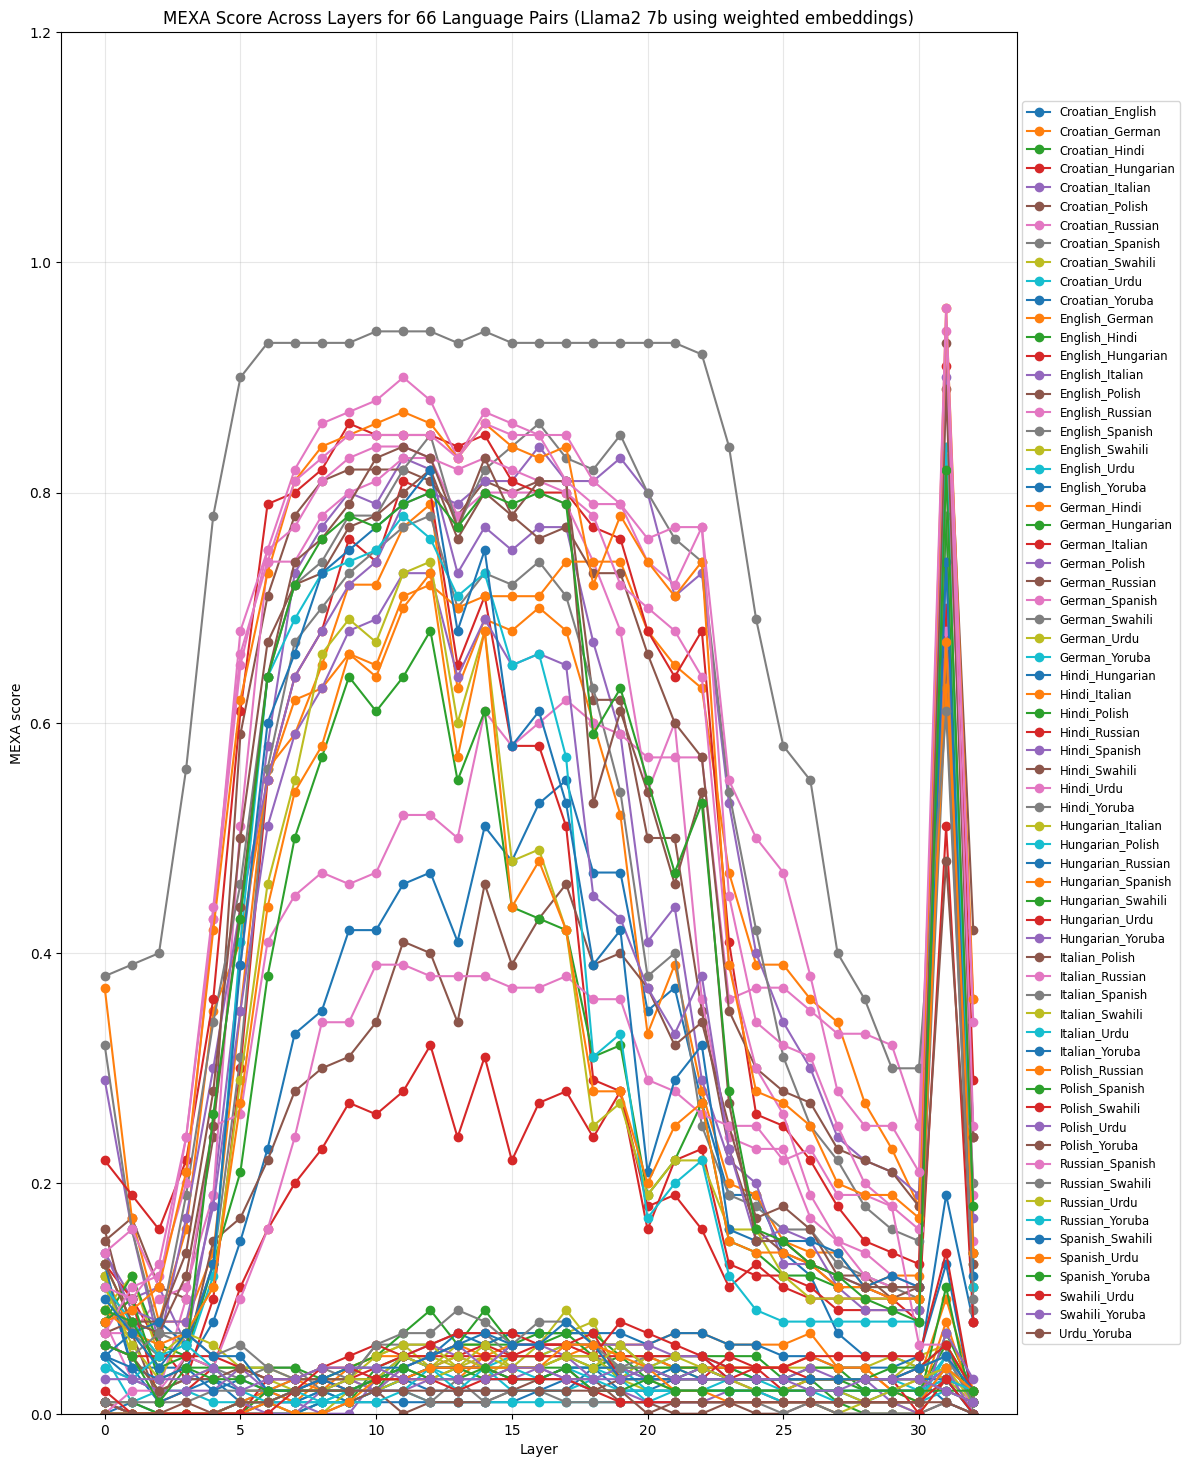 MEXA Score Across Layers for 66 Language Pairs (Llama2 7b using weighted embeddings)
1.2
1.0
0.8
0.6
0.4
0.2
0.0
MEXA score
0 5 10 15 20 25 30
Layer
Croatian_English
Croatian_German
Croatian_Hindi
Croatian_Hungarian
Croatian_Italian
Croatian_Polish
Croatian_Russian
Croatian_Spanish
Croatian_Swahili
Croatian_Urdu
Croatian_Yoruba
English_German
English_Hindi
English_Hungarian
English_Italian
English_Polish
English_Russian
English_Spanish
English_Swahili
English_Urdu
English_Yoruba
German_Hindi
German_Hungarian
German_Italian
German_Polish
German_Russian
German_Spanish
German_Swahili
German_Urdu
German_Yoruba
Hindi_Hungarian
Hindi_Italian
Hindi_Polish
Hindi_Russian
Hindi_Spanish
Hindi_Swahili
Hindi_Urdu
Hindi_Yoruba
Hungarian_Italian
Hungarian_Polish
Hungarian_Russian
Hungarian_Spanish
Hungarian_Swahili
Hungarian_Urdu
Hungarian_Yoruba
Italian_Polish
Italian_Russian
Italian_Spanish
Italian_Swahili
Italian_Urdu
Italian_Yoruba
Polish_Russian
Polish_Spanish
Polish_Swahili
Polish_Urdu
Polish_Yoruba
Russian_Spanish
Russian_Swahili
Russian_Urdu
Russian_Yoruba
Spanish_Swahili
Spanish_Urdu
Spanish_Yoruba
Swahili_Urdu
Swahili_Yoruba
Urdu_Yoruba